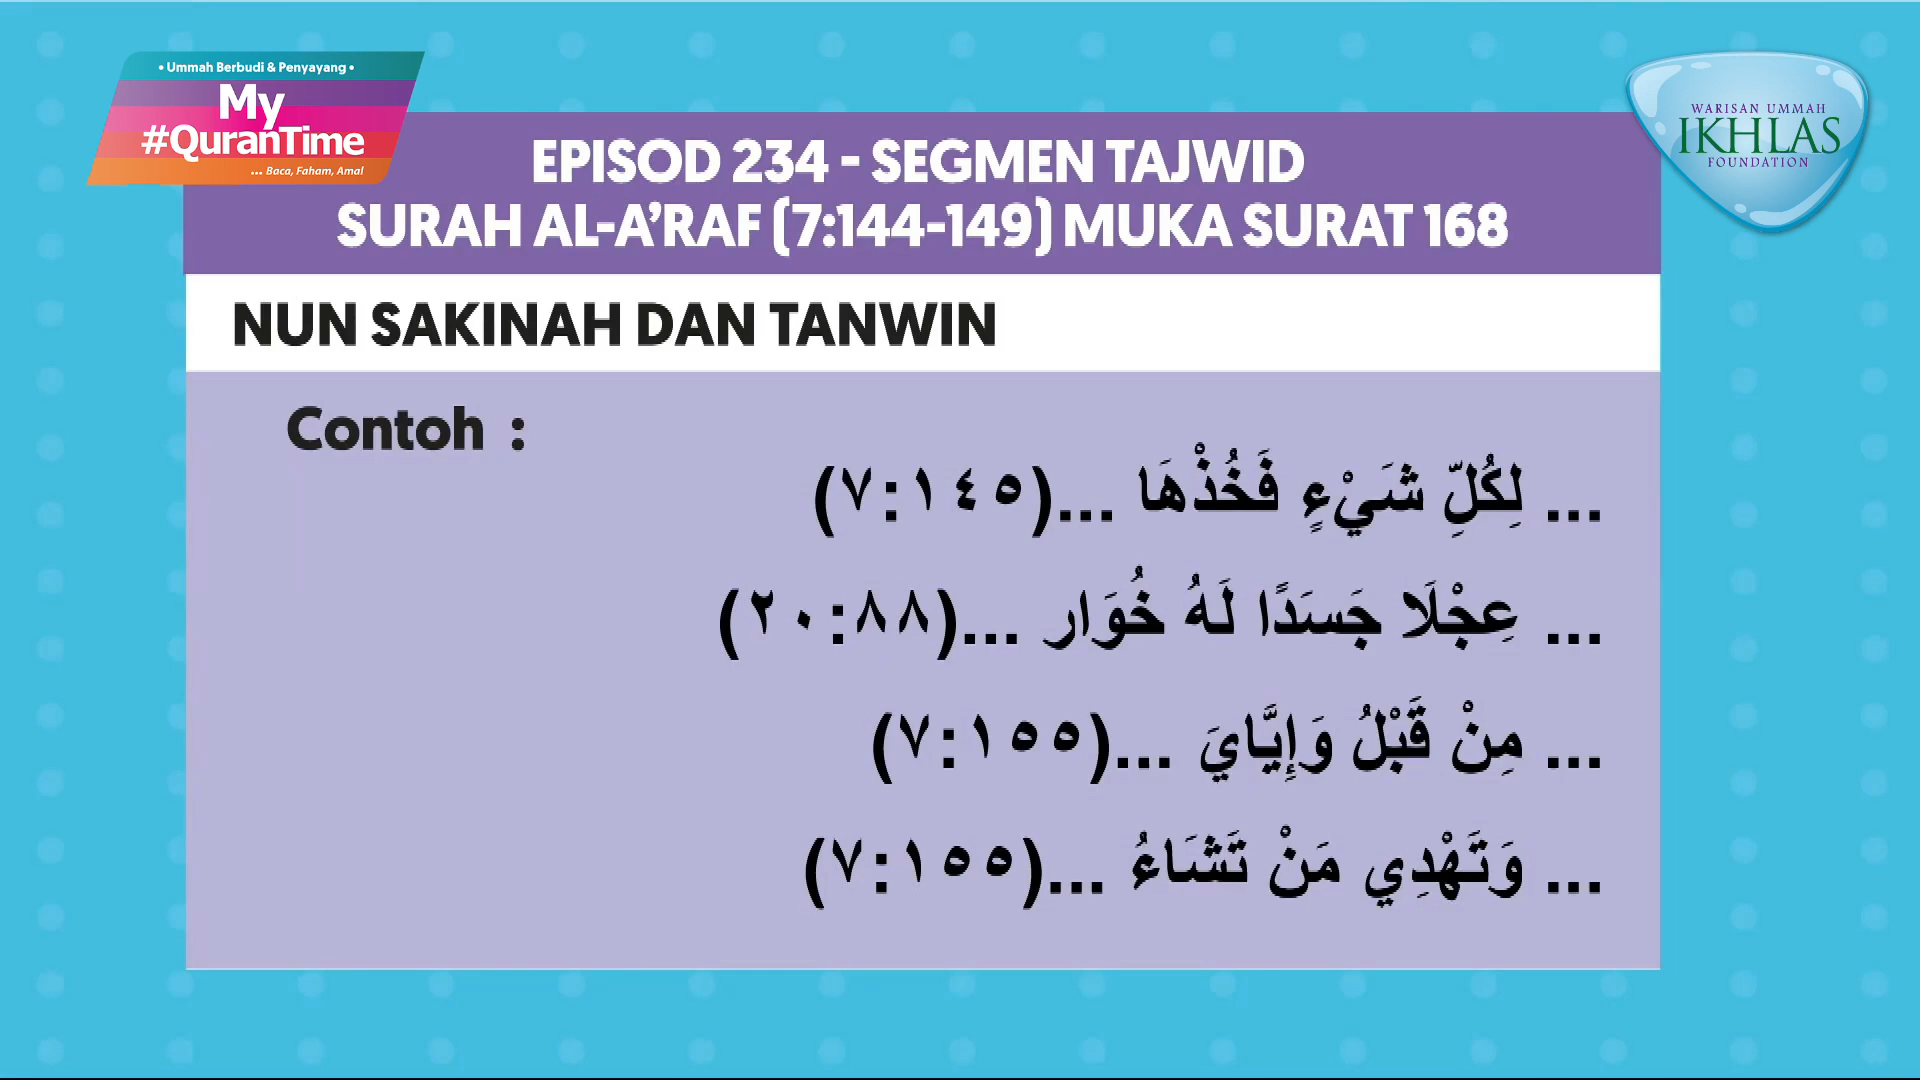 • Ummah Berbudi & Penyayang •
My
#QuranTime
... Baca, Faham, Amal
WARISAN UMMAH
IKHLAS
FOUNDATION
EPISOD 234 - SEGMEN TAJWID
SURAH AL-A’RAF (7:144-149) MUKA SURAT 168
NUN SAKINAH DAN TANWIN
Contoh :
... لِكُلِّ شَيْءٍ فَخُذْهَا ...(٧:١٤٥)
... عِجْلَا جَسَدًا لَهُ خُوَار ...(٢٠:٨٨)
... مِنْ قَبْلُ وَإِيَّايَ ...(٧:١٥٥)
... وَتَهْدِي مَنْ تَشَاءُ ...(٧:١٥٥)